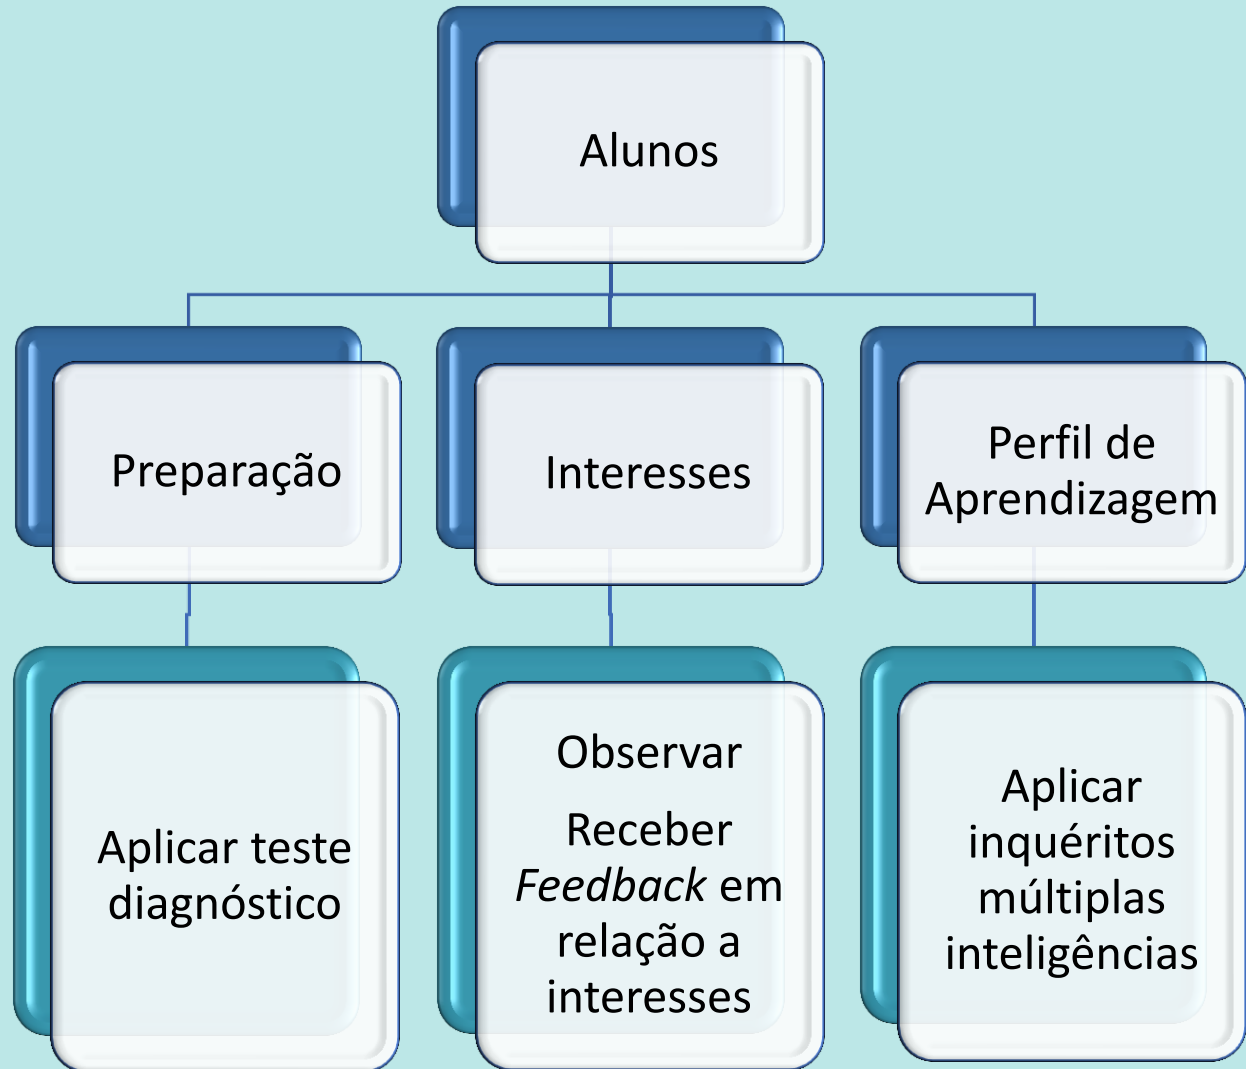 Alunos
Preparação
Interesses
Perfil de
Aprendizagem
Aplicar teste
diagnóstico
Observar
Receber
Feedback em
relação a
interesses
Aplicar
inquéritos
múltiplas
inteligências